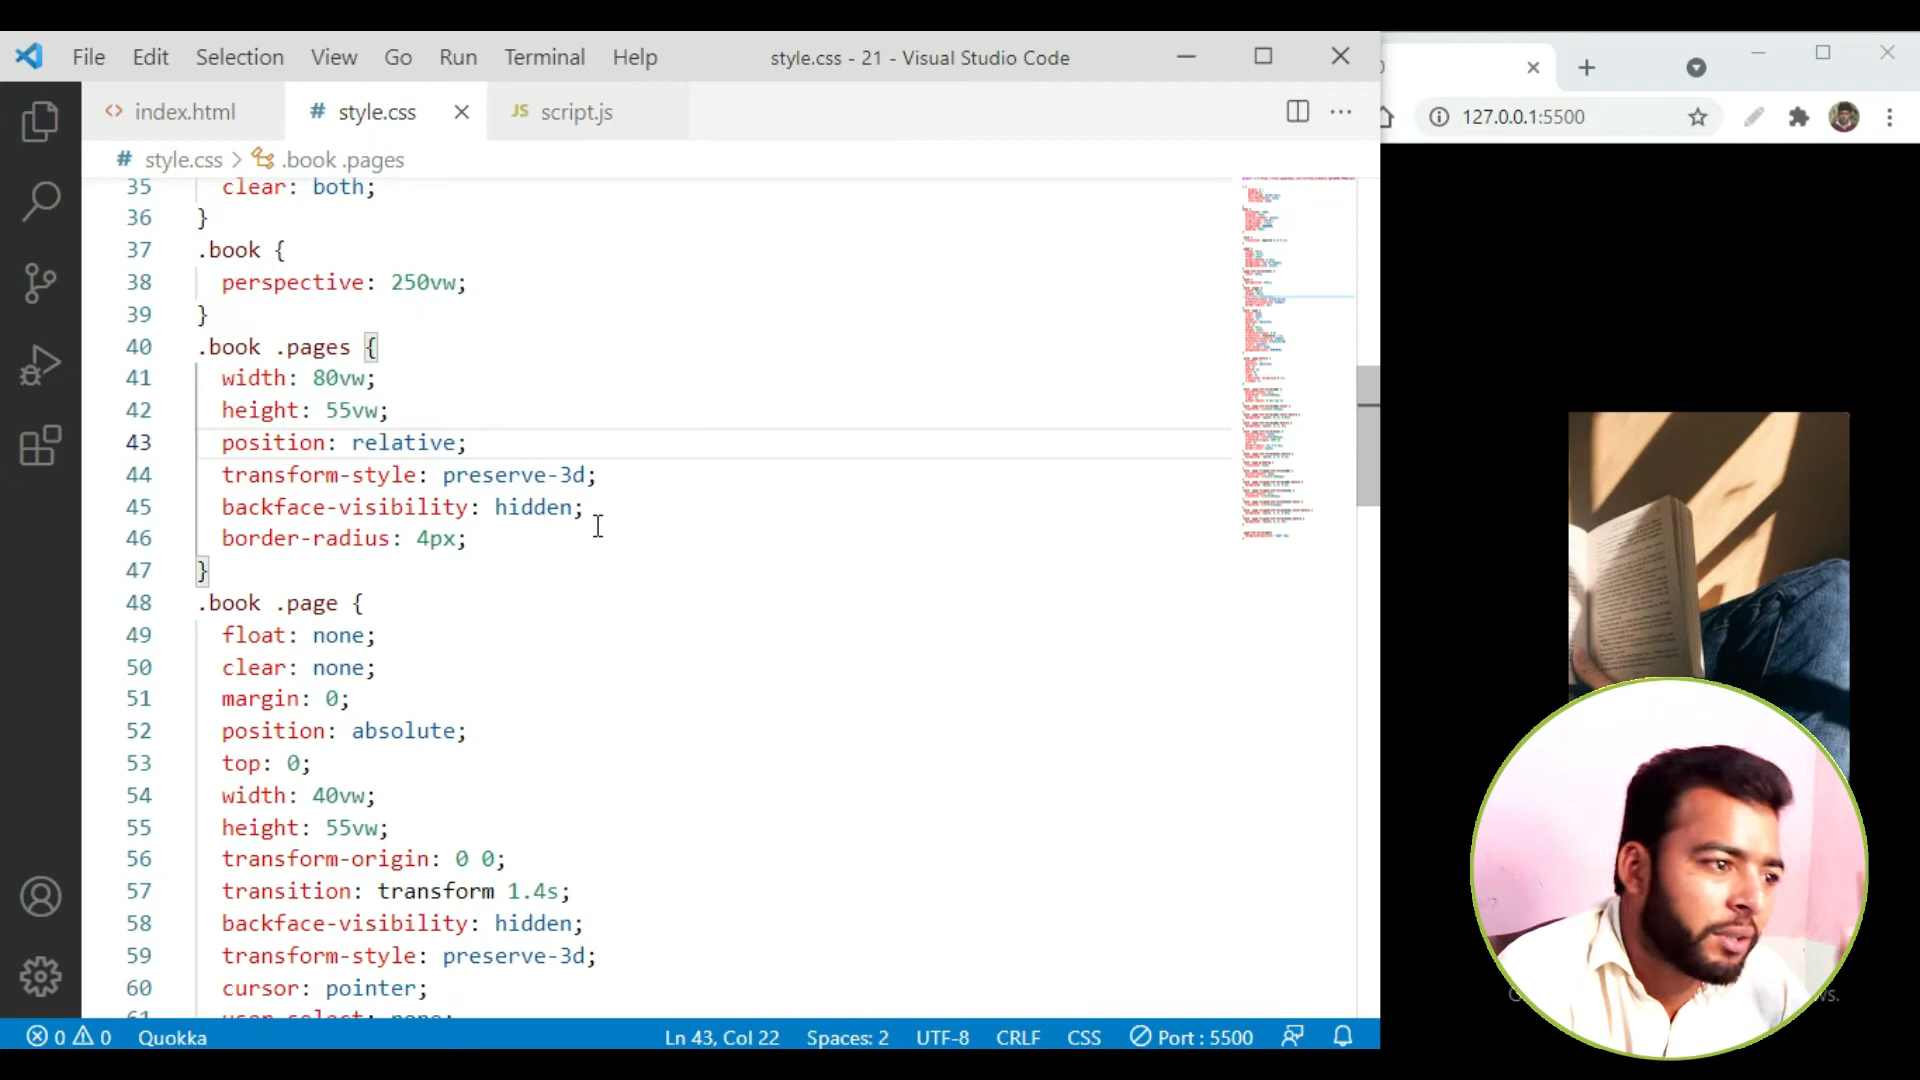 File Edit Selection View Go Run Terminal Help style.css - 21 - Visual Studio Code
index.html # style.css JS script.js
127.0.0.1:5500
# style.css > .book .pages
35 clear: both;
36 }
37 .book {
38 perspective: 250vw;
39 }
40 .book .pages {
41 width: 80vw;
42 height: 55vw;
43 position: relative;
44 transform-style: preserve-3d;
45 backface-visibility: hidden;
46 border-radius: 4px;
47 }
48 .book .page {
49 float: none;
50 clear: none;
51 margin: 0;
52 position: absolute;
53 top: 0;
54 width: 40vw;
55 height: 55vw;
56 transform-origin: 0 0;
57 transition: transform 1.4s;
58 backface-visibility: hidden;
59 transform-style: preserve-3d;
60 cursor: pointer;
61 user-select: none;
0 0 Quokka Ln 43, Col 22 Spaces: 2 UTF-8 CRLF CSS Port : 5500